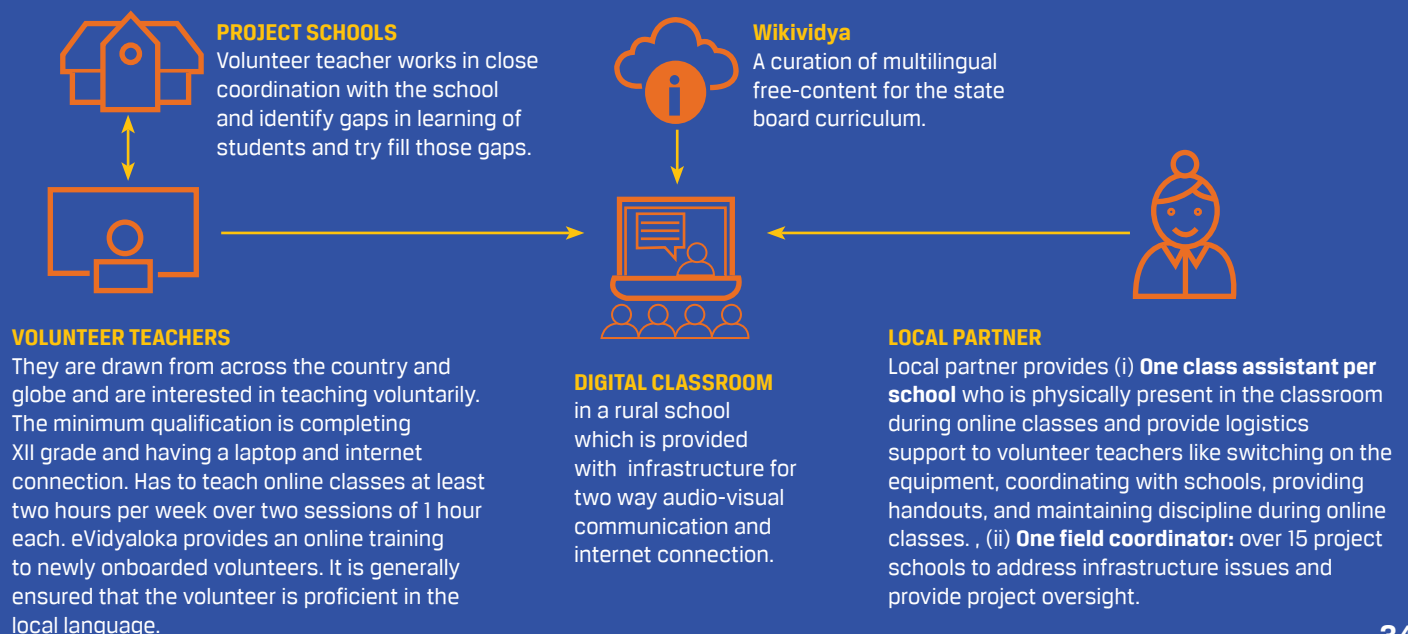 PROJECT SCHOOLS
Volunteer teacher works in close
coordination with the school
and identify gaps in learning of
students and try fill those gaps.
Wikividya
A curation of multilingual
free-content for the state
board curriculum.
VOLUNTEER TEACHERS
They are drawn from across the country and
globe and are interested in teaching voluntarily.
The minimum qualification is completing
XII grade and having a laptop and internet
connection. Has to teach online classes at least
two hours per week over two sessions of 1 hour
each. eVidyaloka provides an online training
to newly onboarded volunteers. It is generally
ensured that the volunteer is proficient in the
local language.
DIGITAL CLASSROOM
in a rural school
which is provided
with infrastructure for
two way audio-visual
communication and
internet connection.
LOCAL PARTNER
Local partner provides (i) One class assistant per
school who is physically present in the classroom
during online classes and provide logistics
support to volunteer teachers like switching on the
equipment, coordinating with schools, providing
handouts, and maintaining discipline during online
classes. , (ii) One field coordinator: over 15 project
schools to address infrastructure issues and
provide project oversight.